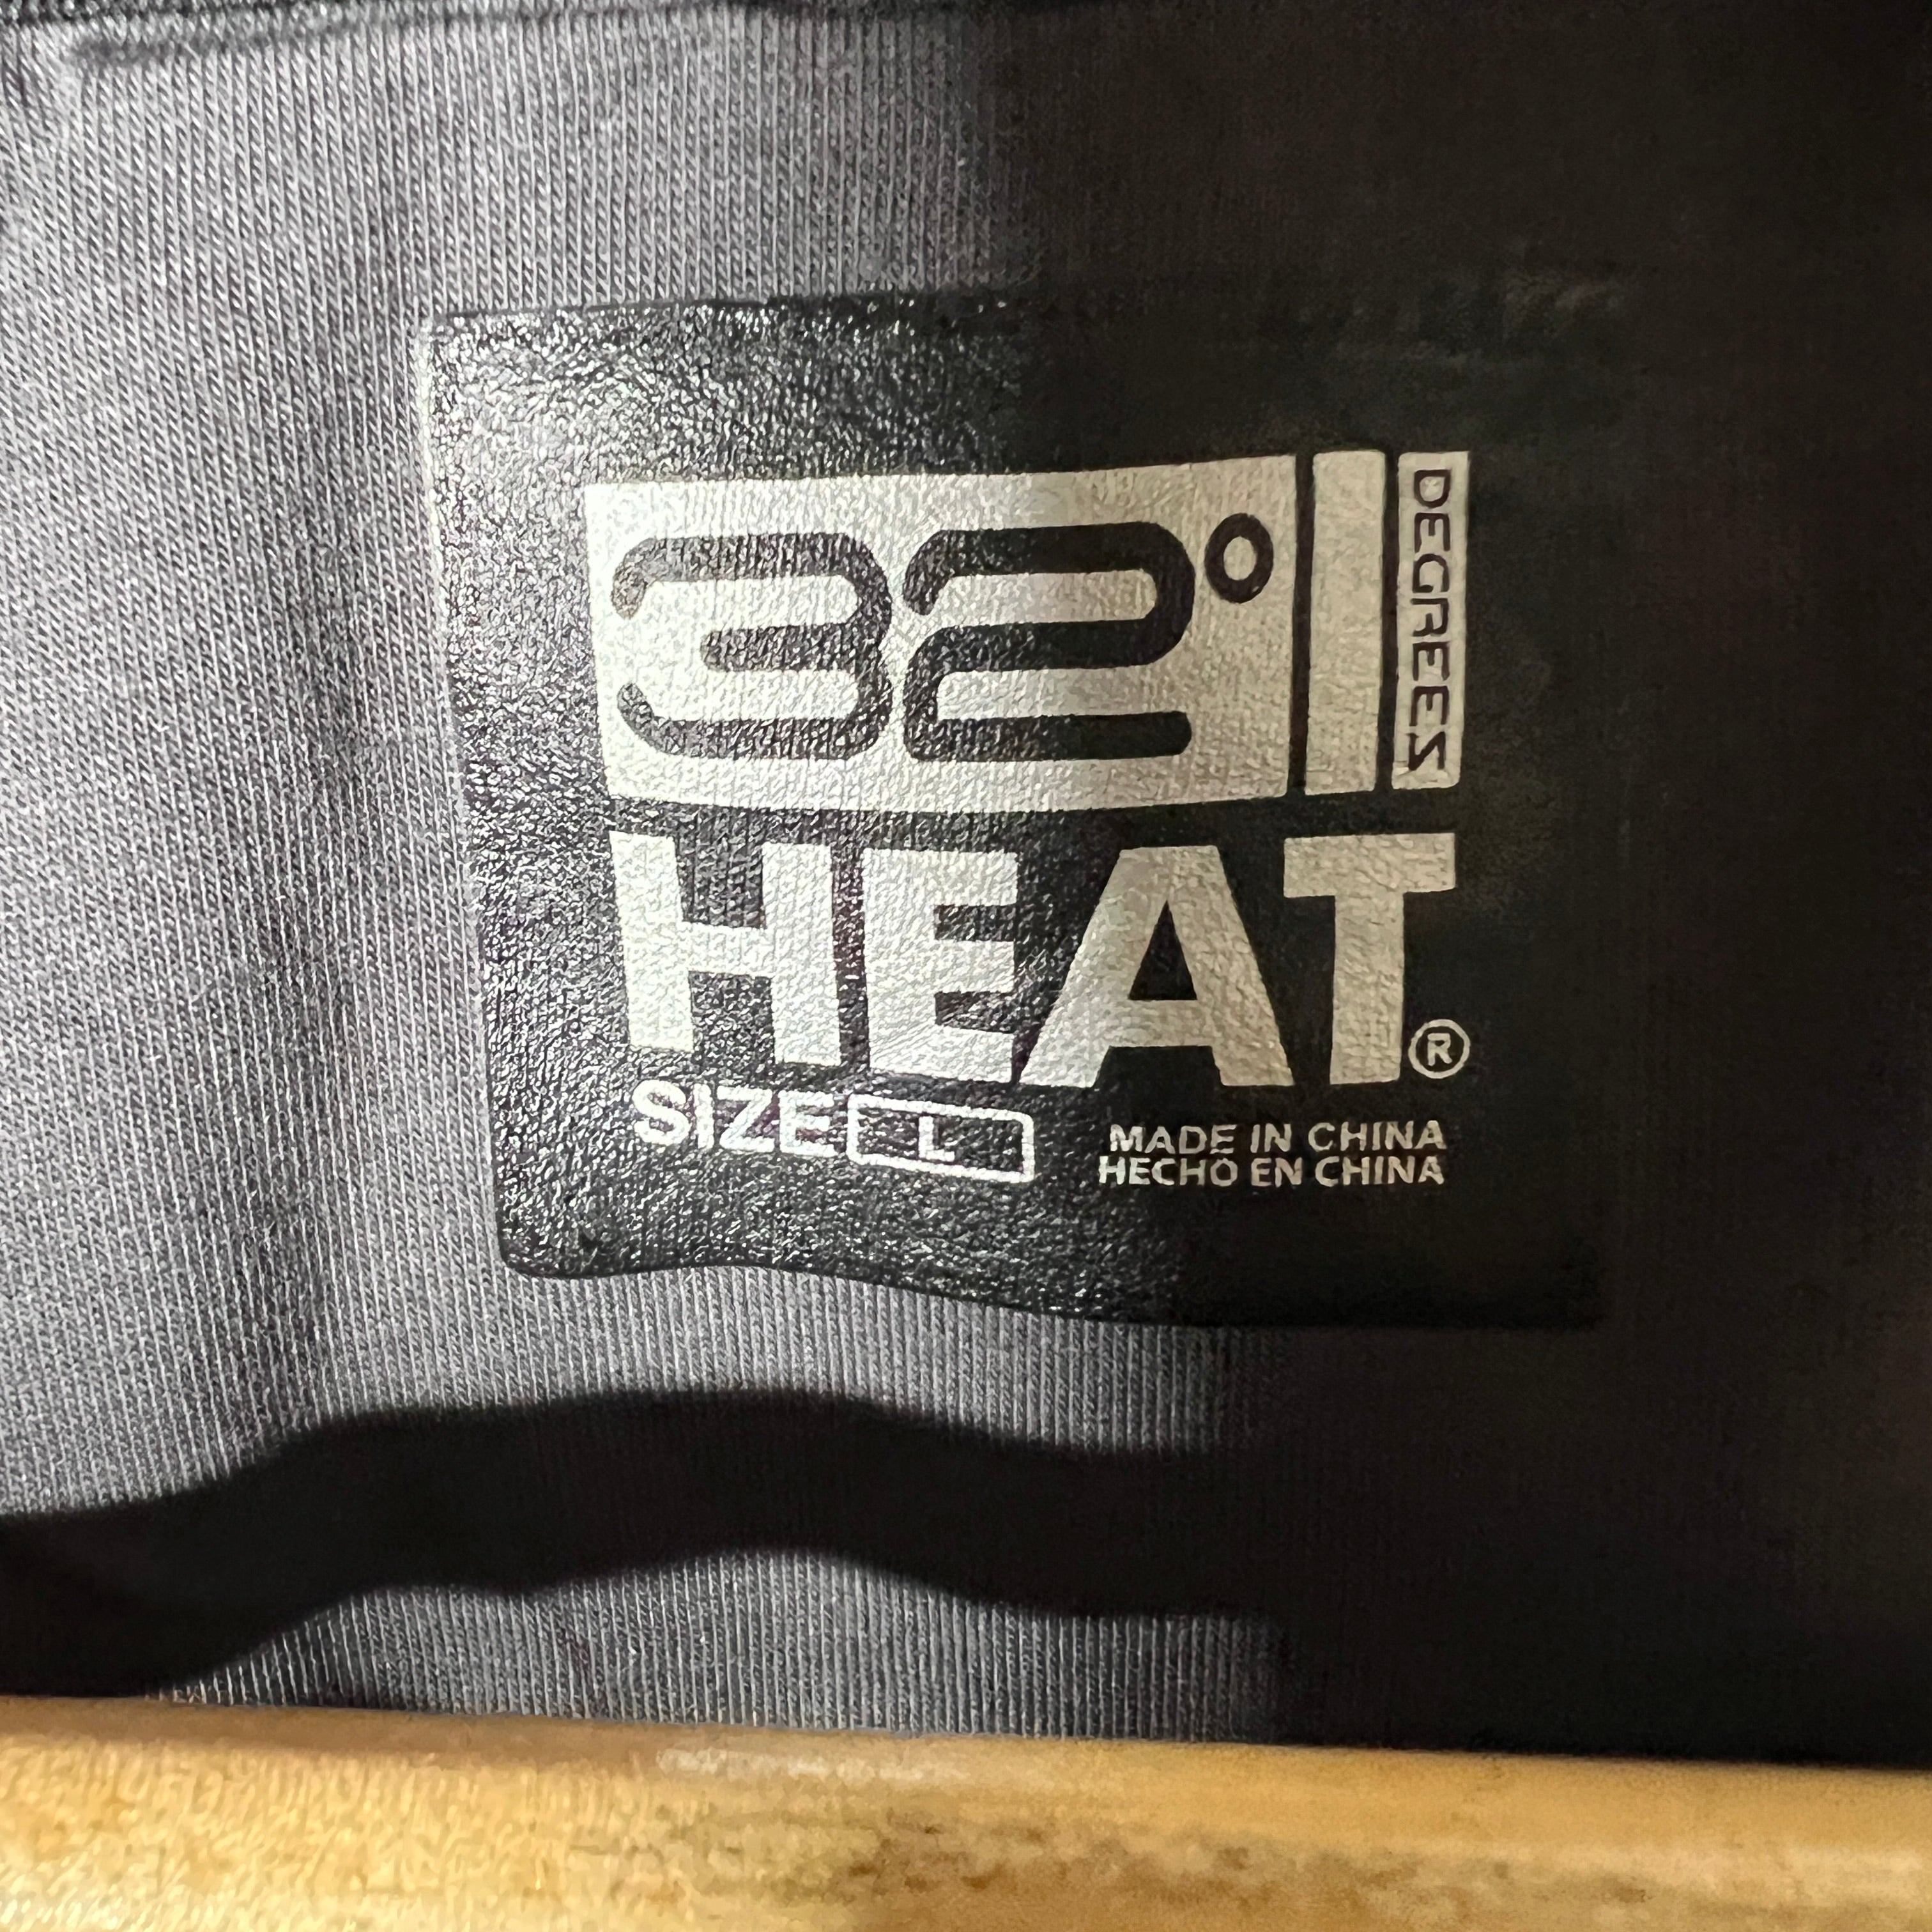 32° DEGREES
HEAT®
SIZE L
MADE IN CHINA
HECHO EN CHINA